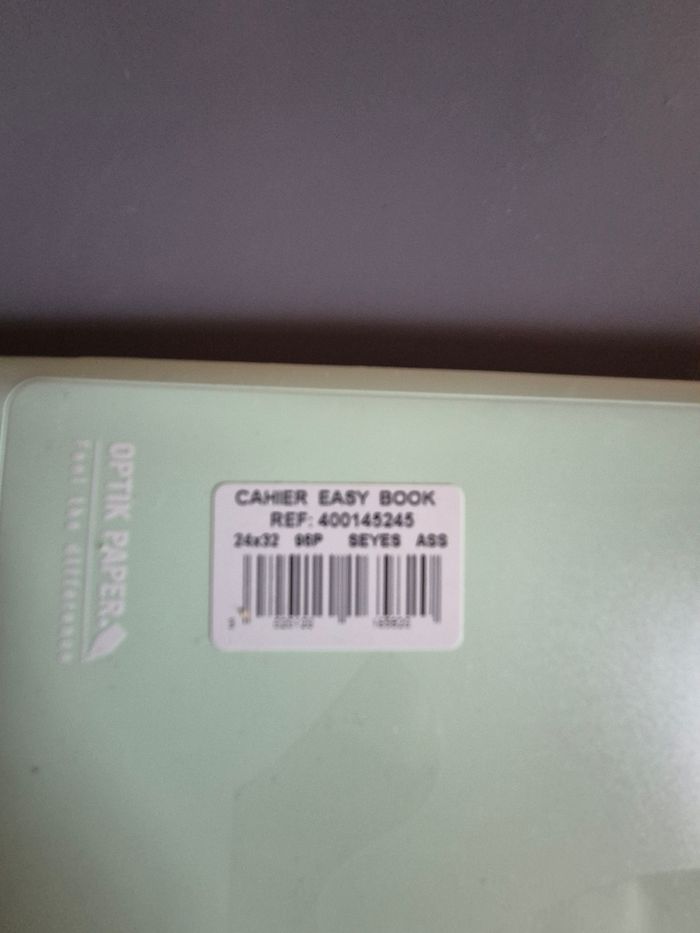 CAHIER EASY BOOK
REF: 400145245
24x32 96P SEYES ASS
OPTIK PAPER.
Feel the difference